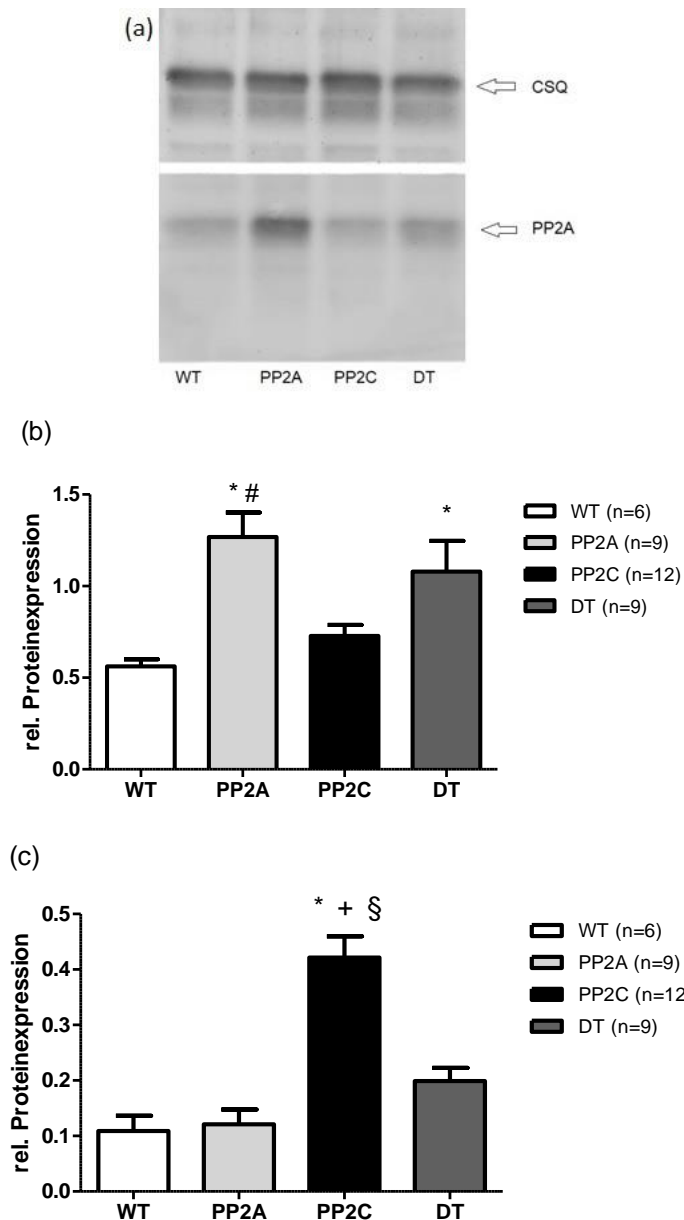 (a)
CSQ
PP2A
WT PP2A PP2C DT
(b)
rel. Proteinexpression
1.5
1.0
0.5
0.0
* #
*
WT PP2A PP2C DT
WT (n=6)
PP2A (n=9)
PP2C (n=12)
DT (n=9)
(c)
rel. Proteinexpression
0.5
0.4
0.3
0.2
0.1
0.0
* + §
WT PP2A PP2C DT
WT (n=6)
PP2A (n=9)
PP2C (n=12
DT (n=9)